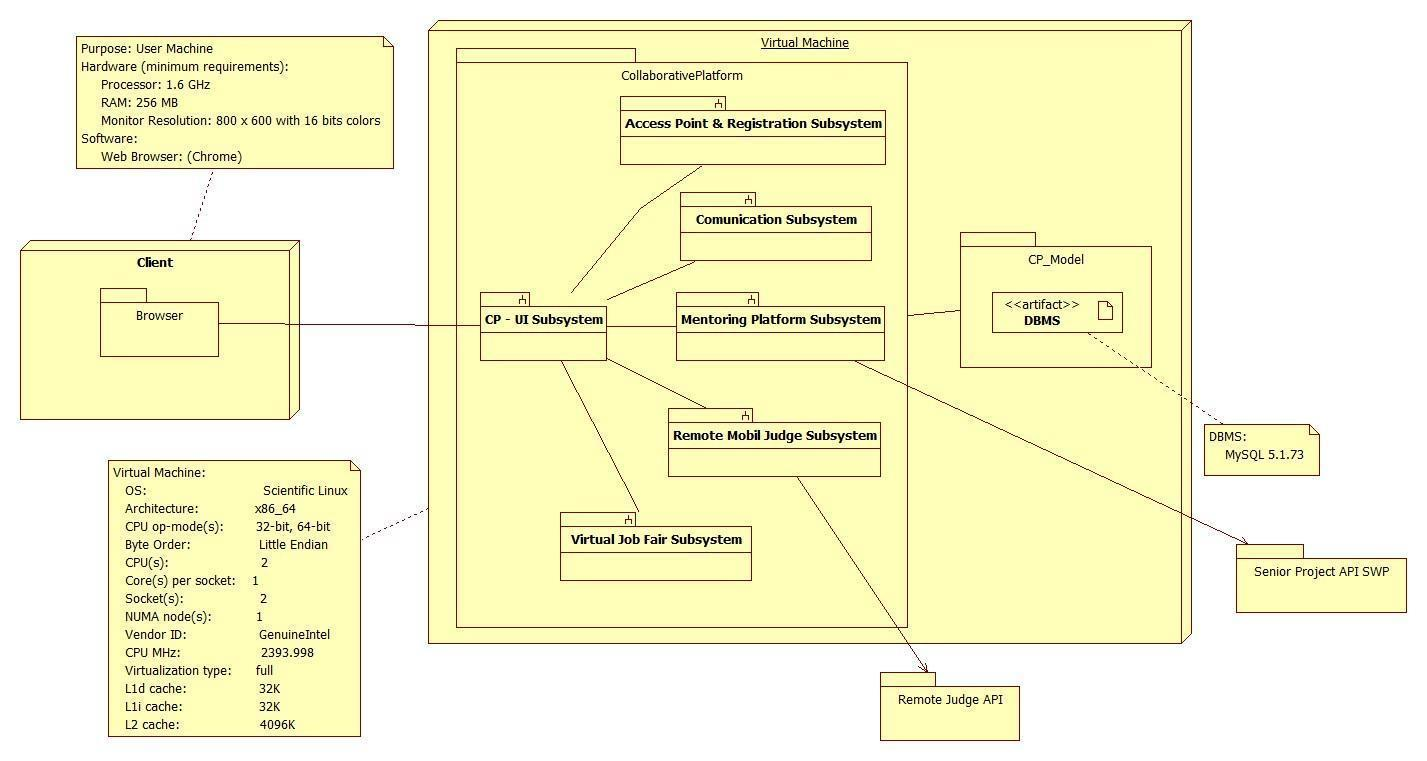 Purpose: User Machine
Hardware (minimum requirements):
Processor: 1.6 GHz
RAM: 256 MB
Monitor Resolution: 800 x 600 with 16 bits colors
Software:
Web Browser: (Chrome)
Client
Browser
Virtual Machine:
OS: Scientific Linux
Architecture: x86_64
CPU op-mode(s): 32-bit, 64-bit
Byte Order: Little Endian
CPU(s): 2
Core(s) per socket: 1
Socket(s): 2
NUMA node(s): 1
Vendor ID: GenuineIntel
CPU MHz: 2393.998
Virtualization type: full
L1d cache: 32K
L1i cache: 32K
L2 cache: 4096K
Virtual Machine
CollaborativePlatform
Access Point & Registration Subsystem
Comunication Subsystem
CP - UI Subsystem
Mentoring Platform Subsystem
Remote Mobil Judge Subsystem
Virtual Job Fair Subsystem
CP_Model
<<artifact>>
DBMS
DBMS:
MySQL 5.1.73
Senior Project API SWP
Remote Judge API